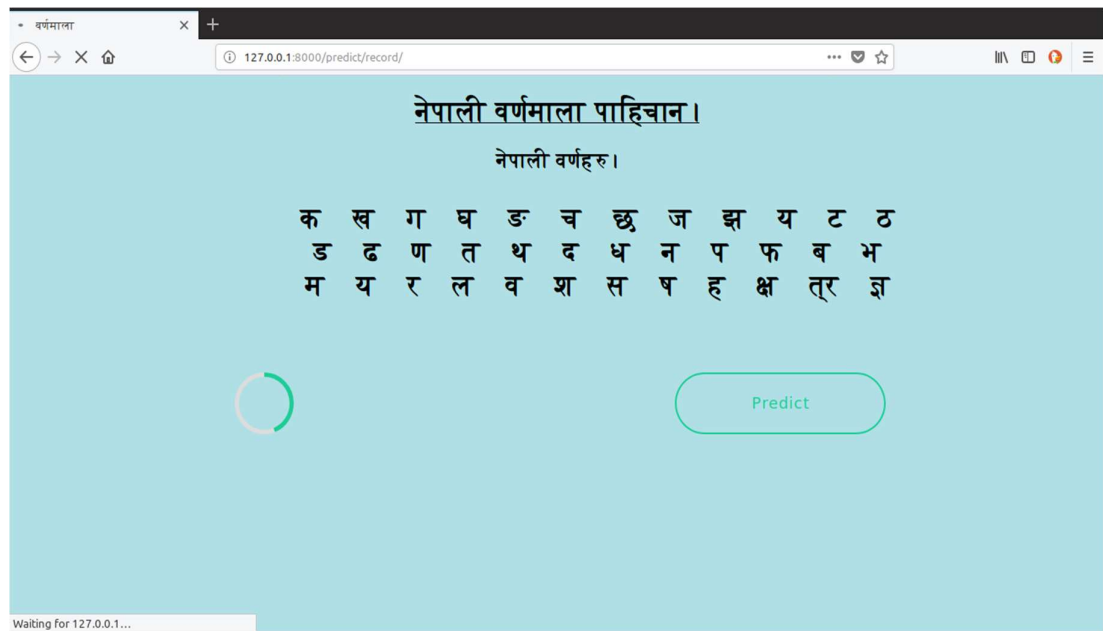 वर्णमाला
127.0.0.1:8000/predict/record/
नेपाली वर्णमाला पाहिचान।
नेपाली वर्णहरु।
क ख ग घ ङ च छ ज झ य ट ठ
ड ढ ण त थ द ध न प फ ब भ
म य र ल व श स ष ह क्ष त्र ज्ञ
Predict
Waiting for 127.0.0.1...